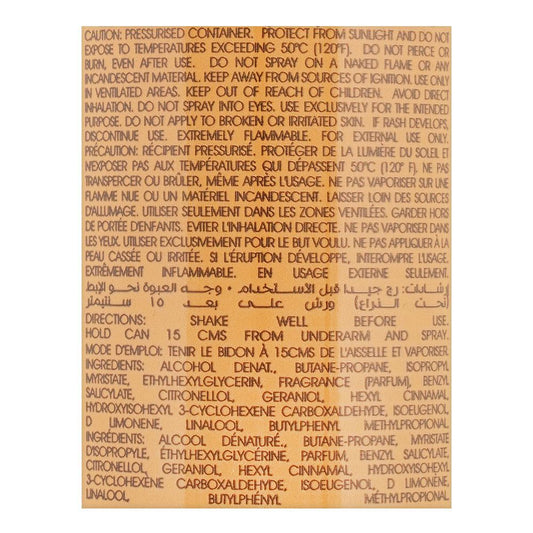 CAUTION: PRESSURISED CONTAINER. PROTECT FROM SUNLIGHT AND DO NOT
EXPOSE TO TEMPERATURES EXCEEDING 50°C (120°F). DO NOT PIERCE OR
BURN, EVEN AFTER USE. DO NOT SPRAY ON A NAKED FLAME OR ANY
INCANDESCENT MATERIAL. KEEP AWAY FROM SOURCES OF IGNITION. USE ONLY
IN VENTILATED AREAS. KEEP OUT OF REACH OF CHILDREN. AVOID DIRECT
INHALATION. DO NOT SPRAY INTO EYES. USE EXCLUSIVELY FOR THE INTENDED
PURPOSE. DO NOT APPLY TO BROKEN OR IRRITATED SKIN. IF RASH DEVELOPS,
DISCONTINUE USE. EXTREMELY FLAMMABLE. FOR EXTERNAL USE ONLY.
PRÉCAUTION: RÉCIPIENT PRESSURISÉ. PROTÉGER DE LA LUMIÈRE DU SOLEIL ET
N'EXPOSER PAS AUX TEMPÉRATURES QUI DÉPASSENT 50°C (120° F). NE PAS
TRANSPERCER OU BRÛLER, MÊME APRÈS L'USAGE. NE PAS VAPORISER SUR UNE
FLAMME NUE OU UN MATÉRIEL INCANDESCENT. LAISSER LOIN DES SOURCES
D'ALLUMAGE. UTILISER SEULEMENT DANS LES ZONES VENTILÉES. GARDER HORS
DE PORTÉE D'ENFANTS. EVITER L'INHALATION DIRECTE. NE PAS VAPORISER DANS
LES YEUX. UTILISER EXCLUSIVEMENT POUR LE BUT VOULU. NE PAS APPLIQUER À LA
PEAU CASSÉE OU IRRITÉE. SI L'ÉRUPTION DÉVELOPPE, INTERROMPE L'USAGE.
EXTRÊMEMENT INFLAMMABLE. EN USAGE EXTERNE SEULEMENT.
إرشادات: رج جيدا قبل الأستخدام • وجه العبوة نحو الإبط
(تحت الذراع) ورش على بعد ١٥ سنتيمتر
DIRECTIONS: SHAKE WELL BEFORE USE.
HOLD CAN 15 CMS FROM UNDERARM AND SPRAY.
MODE D'EMPLOI: TENIR LE BIDON À 15CMS DE L'AISSELLE ET VAPORISER.
INGREDIENTS: ALCOHOL DENAT., BUTANE-PROPANE, ISOPROPYL
MYRISTATE, ETHYLHEXYLGLYCERIN, FRAGRANCE (PARFUM), BENZYL
SALICYLATE, CITRONELLOL, GERANIOL, HEXYL CINNAMAL,
HYDROXYISOHEXYL 3-CYCLOHEXENE CARBOXALDEHYDE, ISOEUGENOL,
D LIMONENE, LINALOOL, BUTYLPHENYL METHYLPROPIONAL.
INGRÉDIENTS: ALCOOL DÉNATURÉ., BUTANE-PROPANE, MYRISTATE
D'ISOPROPYLE, ÉTHYLHEXYLGLYCÉRINE, PARFUM, BENZYL SALICYLATE,
CITRONELLOL, GERANIOL, HEXYL CINNAMAL, HYDROXYISOHEXYL
3-CYCLOHEXENE CARBOXALDEHYDE, ISOEUGENOL, D LIMONENE,
LINALOOL, BUTYLPHÉNYL MÉTHYLPROPIONAL